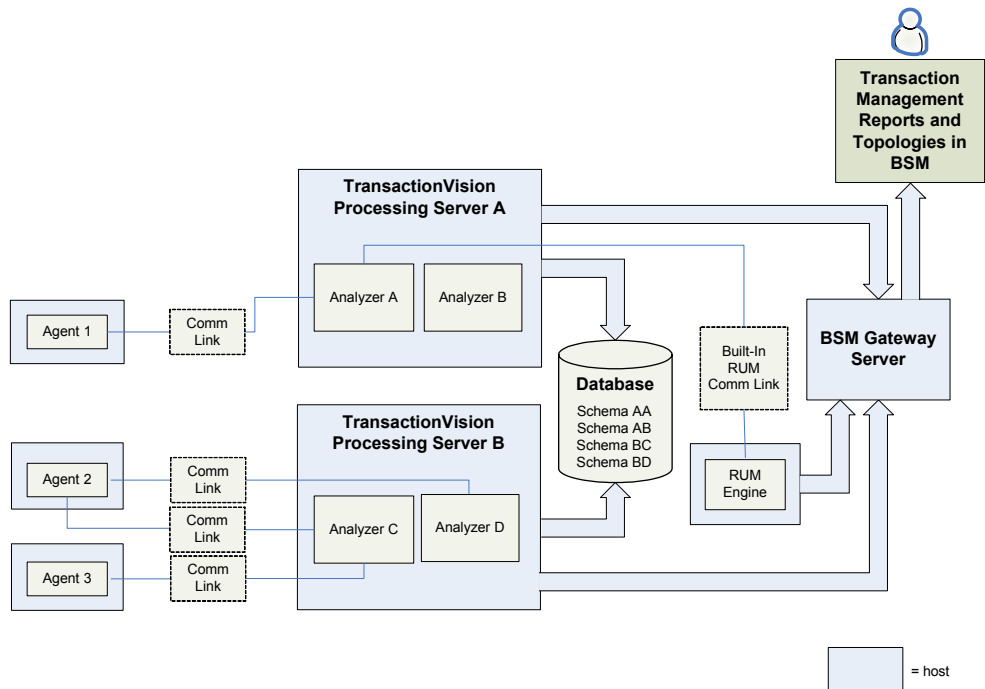 Transaction
Management
Reports and
Topologies in
BSM
TransactionVision
Processing Server A
Analyzer A
Analyzer B
Agent 1
Comm
Link
Built-In
RUM
Comm Link
BSM Gateway
Server
Database
Schema AA
Schema AB
Schema BC
Schema BD
TransactionVision
Processing Server B
Agent 2
Comm
Link
Comm
Link
Analyzer C
Analyzer D
RUM
Engine
Agent 3
Comm
Link
= host